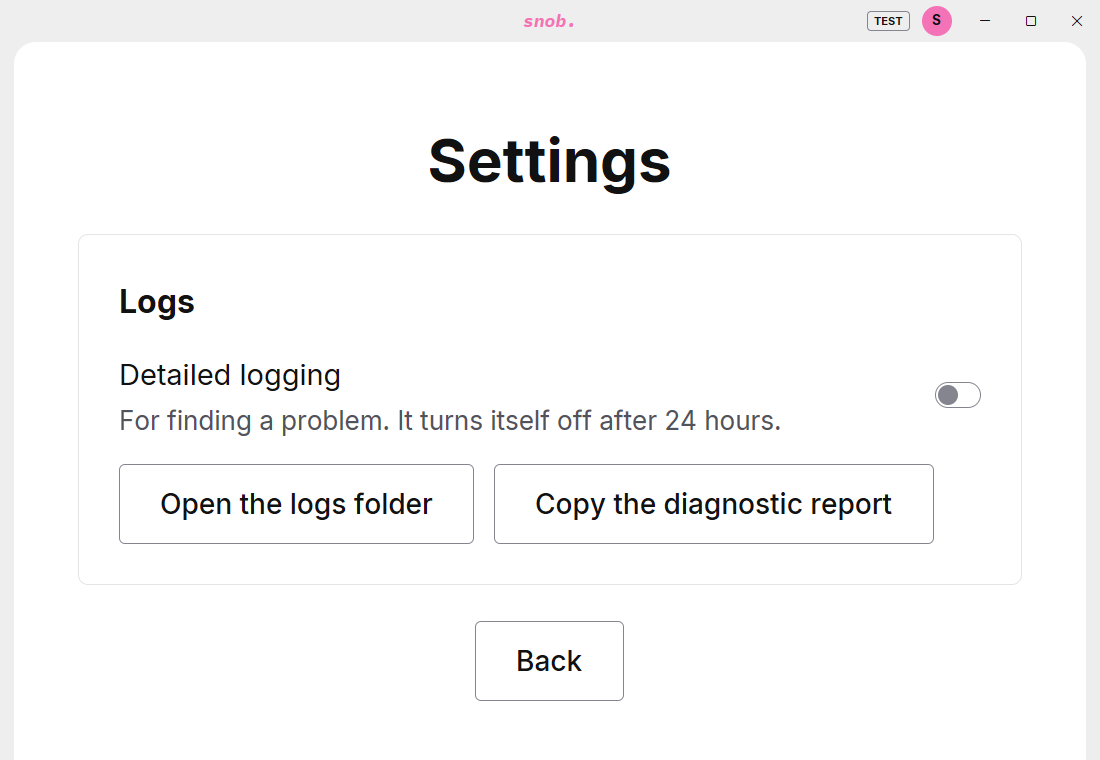 snob.
TEST
S
Settings
Logs
Detailed logging
For finding a problem. It turns itself off after 24 hours.
Open the logs folder
Copy the diagnostic report
Back